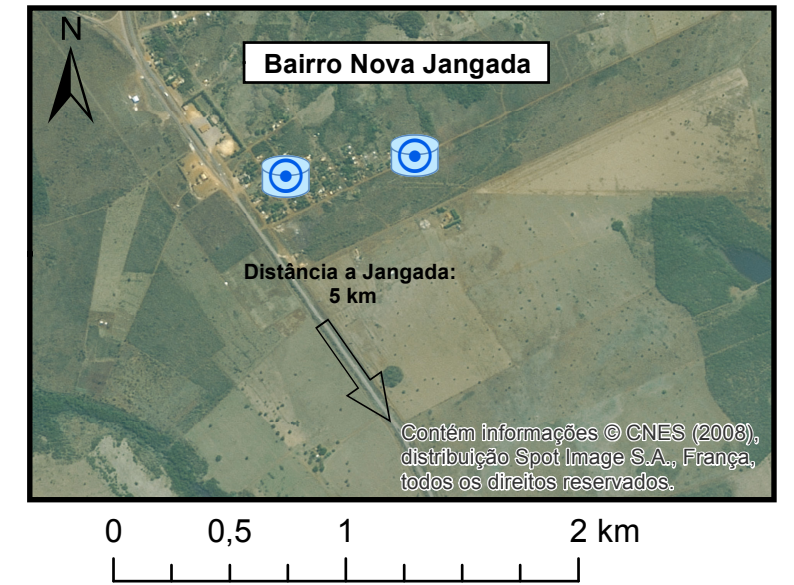 N
Bairro Nova Jangada
Distância a Jangada:
5 km
Contém informações © CNES (2008),
distribuição Spot Image S.A., França,
todos os direitos reservados.
0 0,5 1 2 km